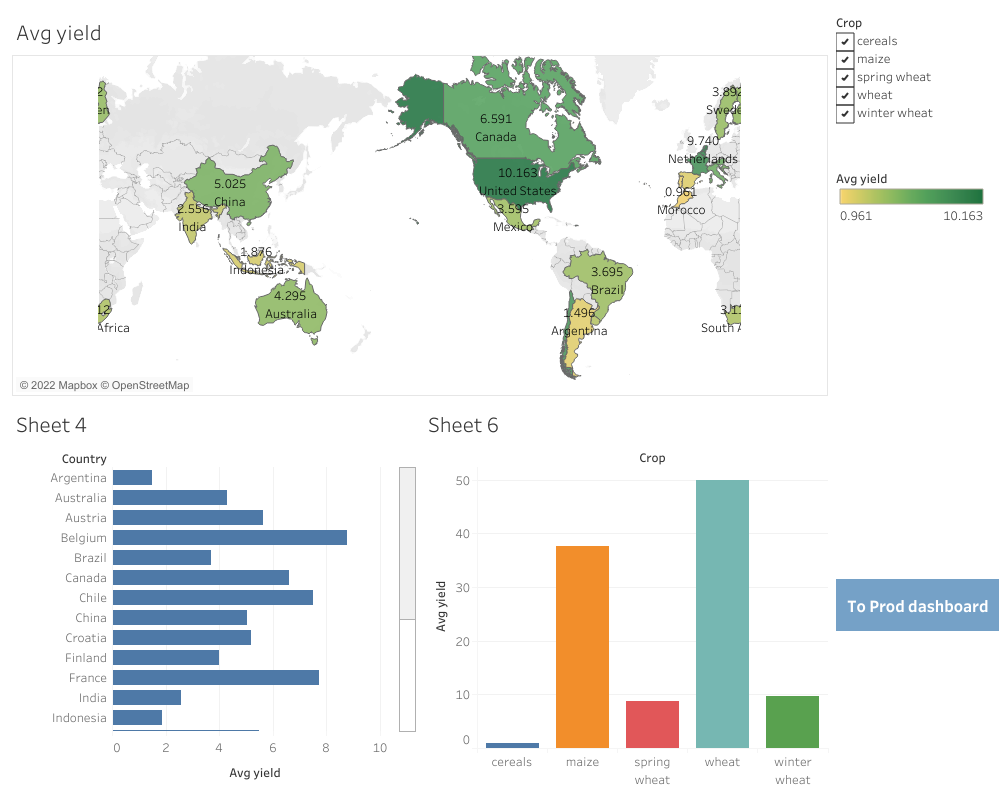 Avg yield
Crop
cereals
maize
spring wheat
wheat
winter wheat
Avg yield
0.961 10.163
6.591
Canada
3.892
Swede
9.740
Netherlands
10.163
United States
5.025
China
2.556
India
3.595
Mexico
0.961
Morocco
1.876
Indonesia
3.695
Brazil
4.295
Australia
1.496
Argentina
Africa
South A
© 2022 Mapbox © OpenStreetMap
Sheet 4
Country
Argentina
Australia
Austria
Belgium
Brazil
Canada
Chile
China
Croatia
Finland
France
India
Indonesia
0 2 4 6 8 10
Avg yield
Sheet 6
Crop
Avg yield
50
40
30
20
10
0
cereals maize spring wheat winter
wheat wheat
To Prod dashboard